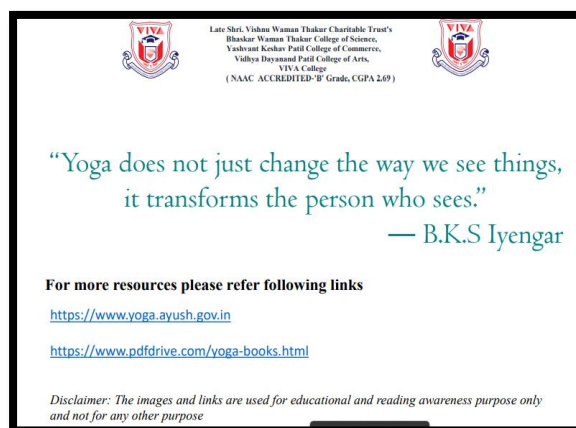 VIVA
VIVA
Late Shri. Vishnu Waman Thakur Charitable Trust's
Bhaskar Waman Thakur College of Science,
Yashvant Keshav Patil College of Commerce,
Vidhya Dayanand Patil College of Arts,
VIVA College
( NAAC ACCREDITED-'B' Grade, CGPA 2.69 )
“Yoga does not just change the way we see things,
it transforms the person who sees.”
— B.K.S Iyengar
For more resources please refer following links
https://www.yoga.ayush.gov.in
https://www.pdfdrive.com/yoga-books.html
Disclaimer: The images and links are used for educational and reading awareness purpose only
and not for any other purpose